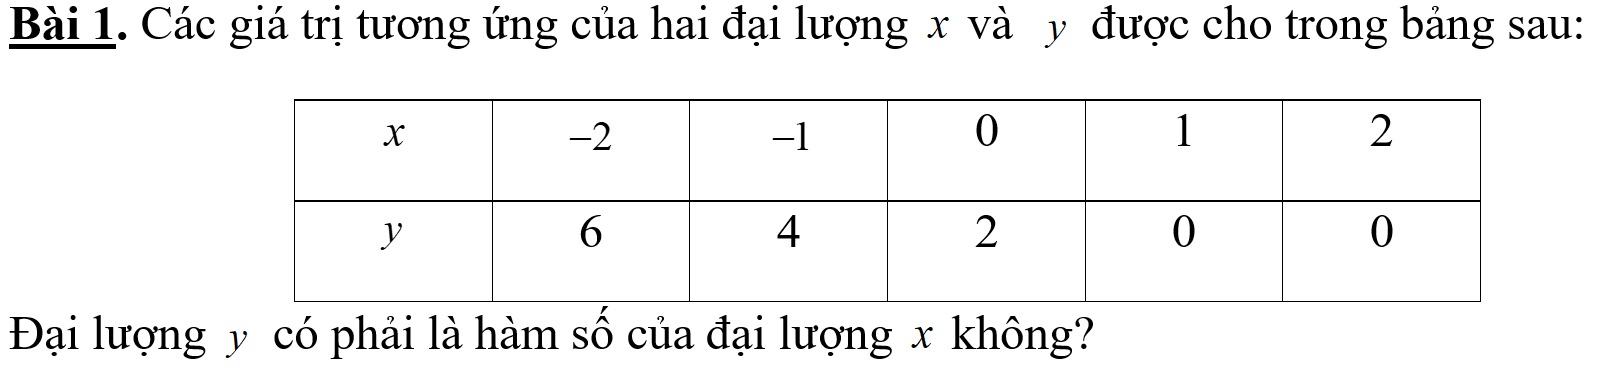 Bài 1. Các giá trị tương ứng của hai đại lượng x và y được cho trong bảng sau:
x –2 –1 0 1 2
y 6 4 2 0 0
Đại lượng y có phải là hàm số của đại lượng x không?